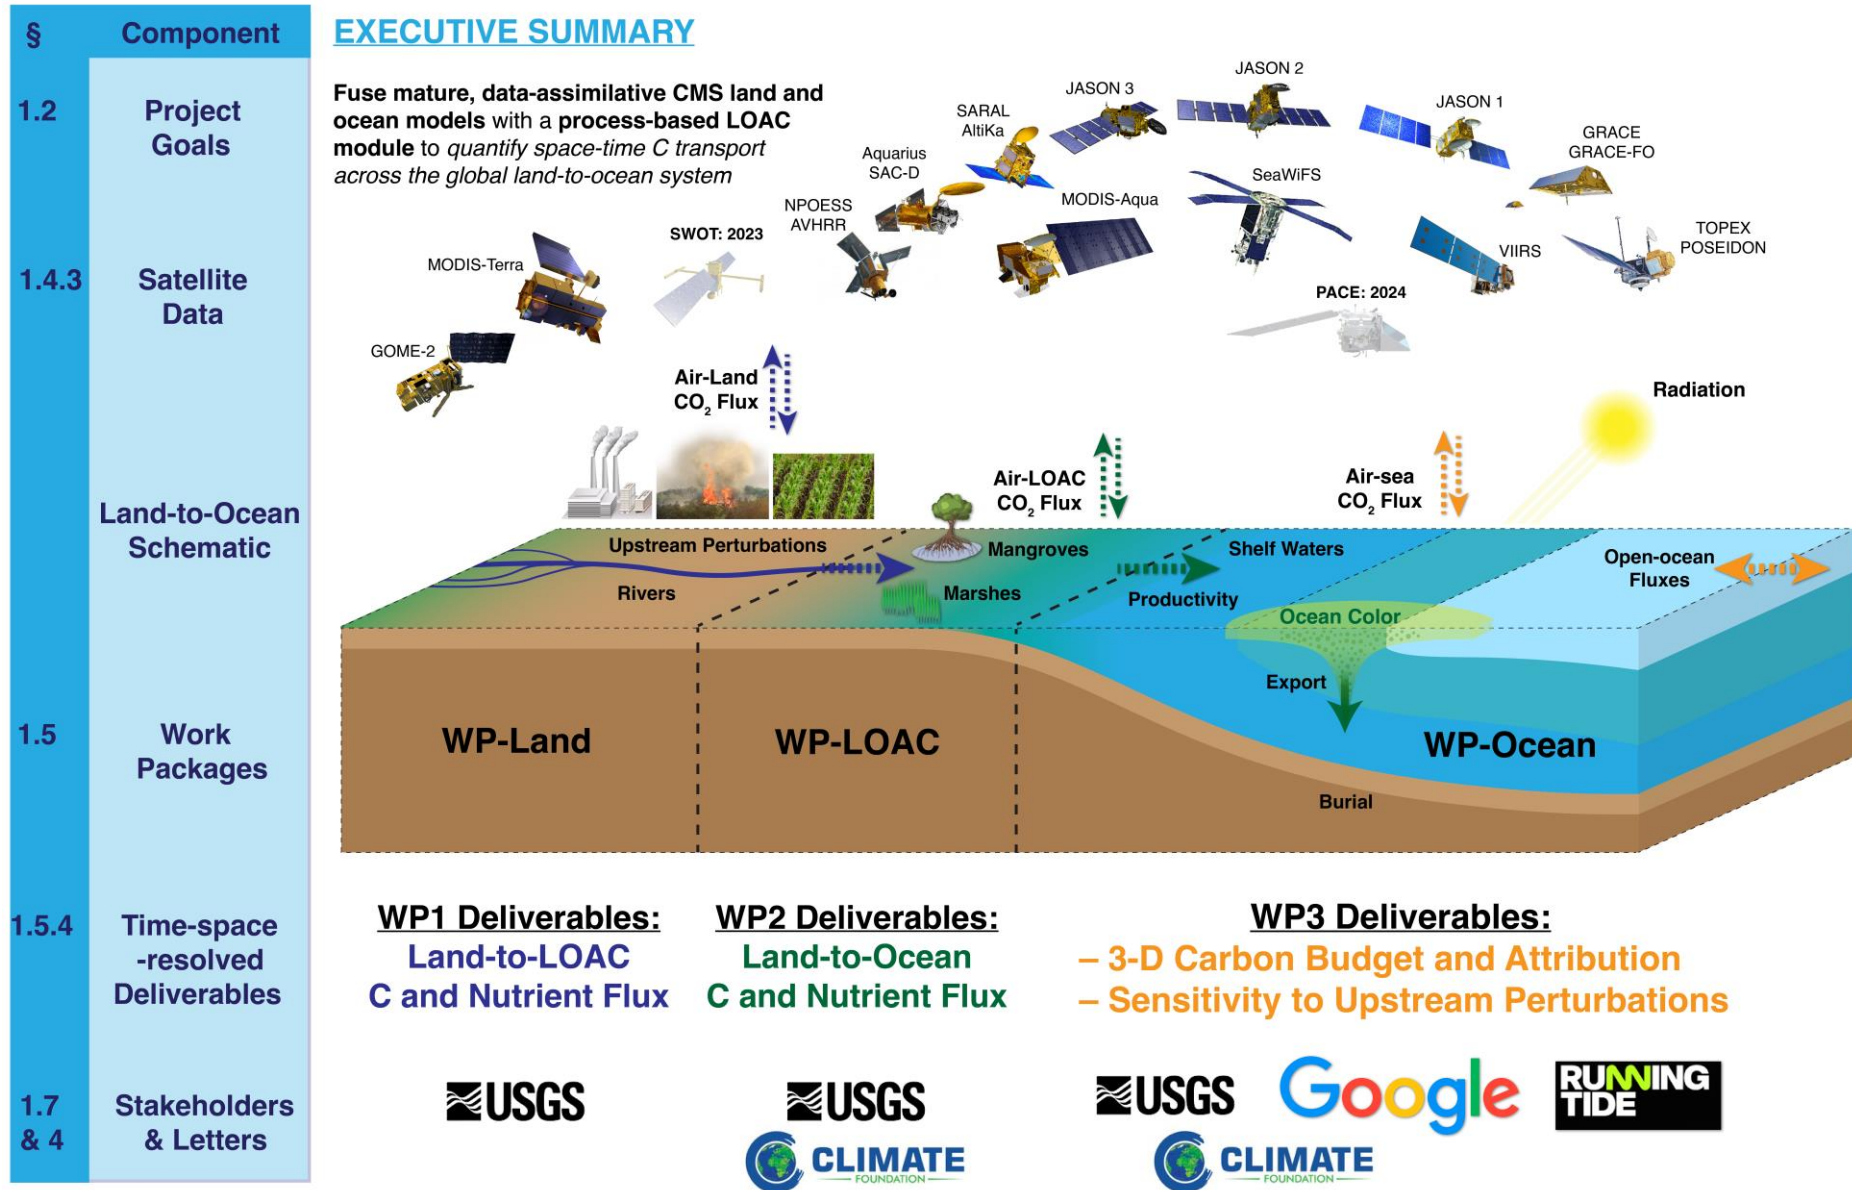 § Component
EXECUTIVE SUMMARY
1.2
Project
Goals
Fuse mature, data-assimilative CMS land and
ocean models with a process-based LOAC
module to quantify space-time C transport
across the global land-to-ocean system
1.4.3
Satellite
Data
GOME-2
MODIS-Terra
SWOT: 2023
NPOESS
AVHRR
Aquarius
SAC-D
SARAL
AltiKa
JASON 3
JASON 2
JASON 1
GRACE
GRACE-FO
MODIS-Aqua
SeaWiFS
VIIRS
TOPEX
POSEIDON
PACE: 2024
Land-to-Ocean
Schematic
Air-Land
CO₂ Flux
Air-LOAC
CO₂ Flux
Air-sea
CO₂ Flux
Radiation
Upstream Perturbations
Rivers
Mangroves
Marshes
Shelf Waters
Productivity
Ocean Color
Export
Open-ocean
Fluxes
1.5
Work
Packages
WP-Land
WP-LOAC
WP-Ocean
Burial
1.5.4
Time-space
-resolved
Deliverables
WP1 Deliverables:
Land-to-LOAC
C and Nutrient Flux
WP2 Deliverables:
Land-to-Ocean
C and Nutrient Flux
WP3 Deliverables:
– 3-D Carbon Budget and Attribution
– Sensitivity to Upstream Perturbations
1.7
& 4
Stakeholders
& Letters
USGS
USGS
CLIMATE
FOUNDATION
USGS
Google
RUNNING
TIDE
CLIMATE
FOUNDATION